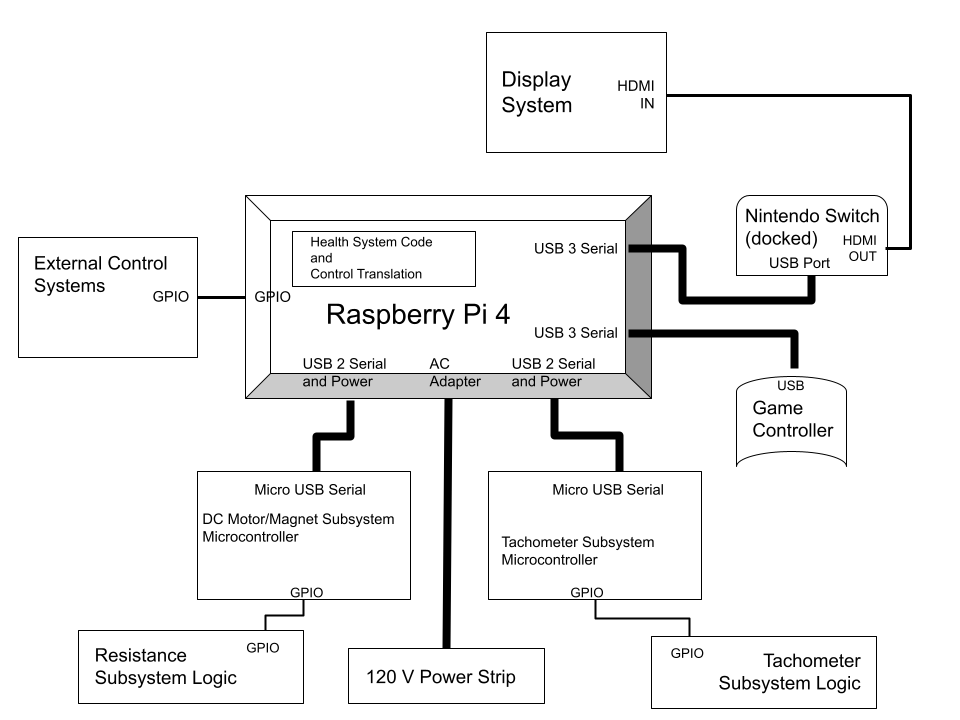 Display
System
HDMI
IN
Nintendo Switch
(docked)
HDMI
OUT
USB Port
External Control
Systems
GPIO
GPIO
Health System Code
and
Control Translation
USB 3 Serial
Raspberry Pi 4
USB 3 Serial
USB 2 Serial
and Power
AC
Adapter
USB 2 Serial
and Power
USB
Game
Controller
Micro USB Serial
DC Motor/Magnet Subsystem
Microcontroller
GPIO
Micro USB Serial
Tachometer Subsystem
Microcontroller
GPIO
GPIO
Resistance
Subsystem Logic
120 V Power Strip
GPIO
Tachometer
Subsystem Logic